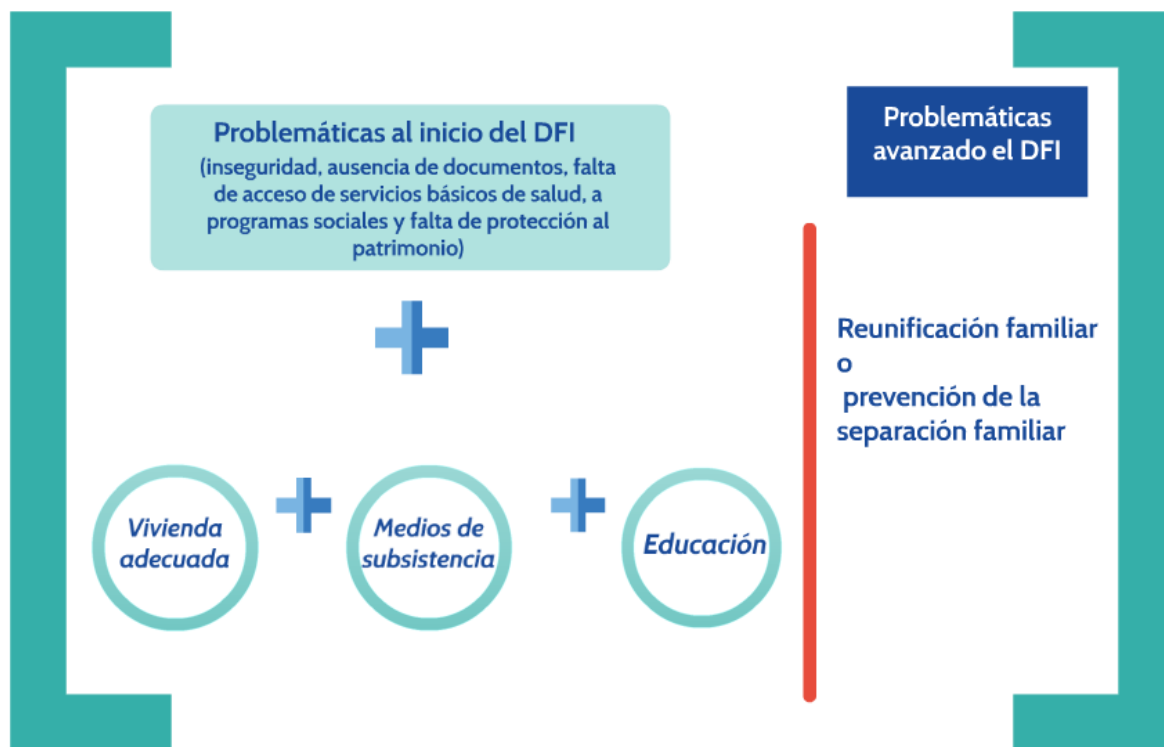 Problemáticas al inicio del DFI
(inseguridad, ausencia de documentos, falta
de acceso de servicios básicos de salud, a
programas sociales y falta de protección al
patrimonio)
Vivienda
adecuada
Medios de
subsistencia
Educación
Problemáticas
avanzado el DFI
Reunificación familiar
o
prevención de la
separación familiar